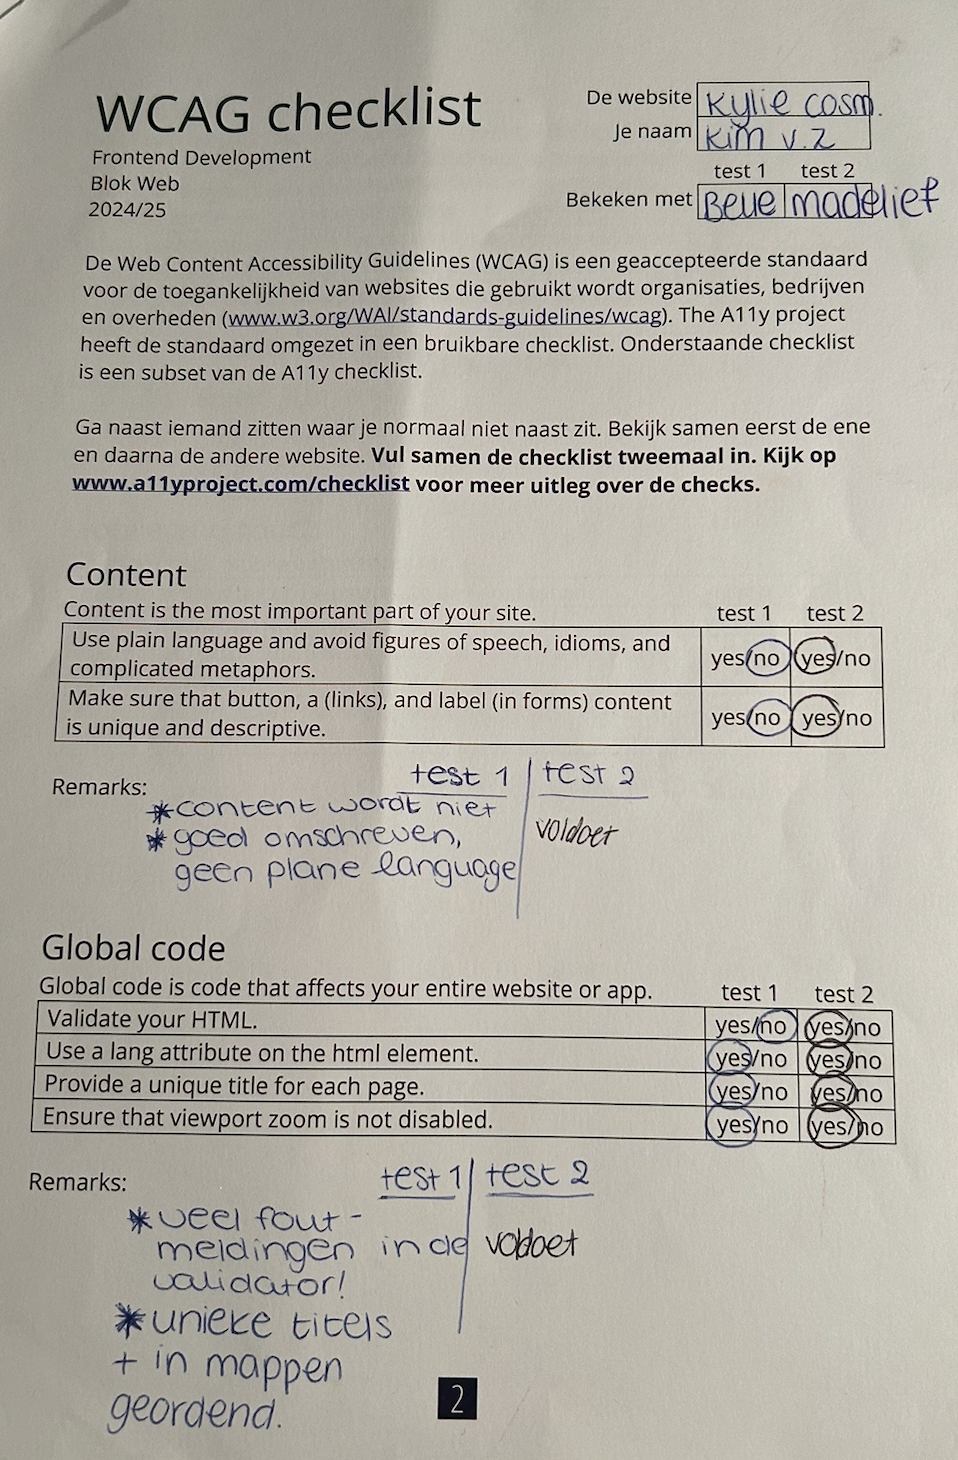 WCAG checklist
Frontend Development
Blok Web
2024/25
De website Kylie cosm.
Je naam Kim v. Z
test 1 test 2
Bekeken met Belle madelief
De Web Content Accessibility Guidelines (WCAG) is een geaccepteerde standaard
voor de toegankelijkheid van websites die gebruikt wordt organisaties, bedrijven
en overheden (www.w3.org/WAI/standards-guidelines/wcag). The A11y project
heeft de standaard omgezet in een bruikbare checklist. Onderstaande checklist
is een subset van de A11y checklist.
Ga naast iemand zitten waar je normaal niet naast zit. Bekijk samen eerst de ene
en daarna de andere website. Vul samen de checklist tweemaal in. Kijk op
www.a11yproject.com/checklist voor meer uitleg over de checks.
Content
Content is the most important part of your site. test 1 test 2
Use plain language and avoid figures of speech, idioms, and
complicated metaphors. yes/no yes/no
Make sure that button, a (links), and label (in forms) content
is unique and descriptive. yes/no yes/no
Remarks: test 1 test 2
* content wordt niet
* goed omschreven,
geen plane language
voldoet
Global code
Global code is code that affects your entire website or app. test 1 test 2
Validate your HTML. yes/no yes/no
Use a lang attribute on the html element. yes/no yes/no
Provide a unique title for each page. yes/no yes/no
Ensure that viewport zoom is not disabled. yes/no yes/no
Remarks: test 1 test 2
* veel fout-
meldingen in de
validator!
* unieke titels
+ in mappen
geordend.
voldoet
2